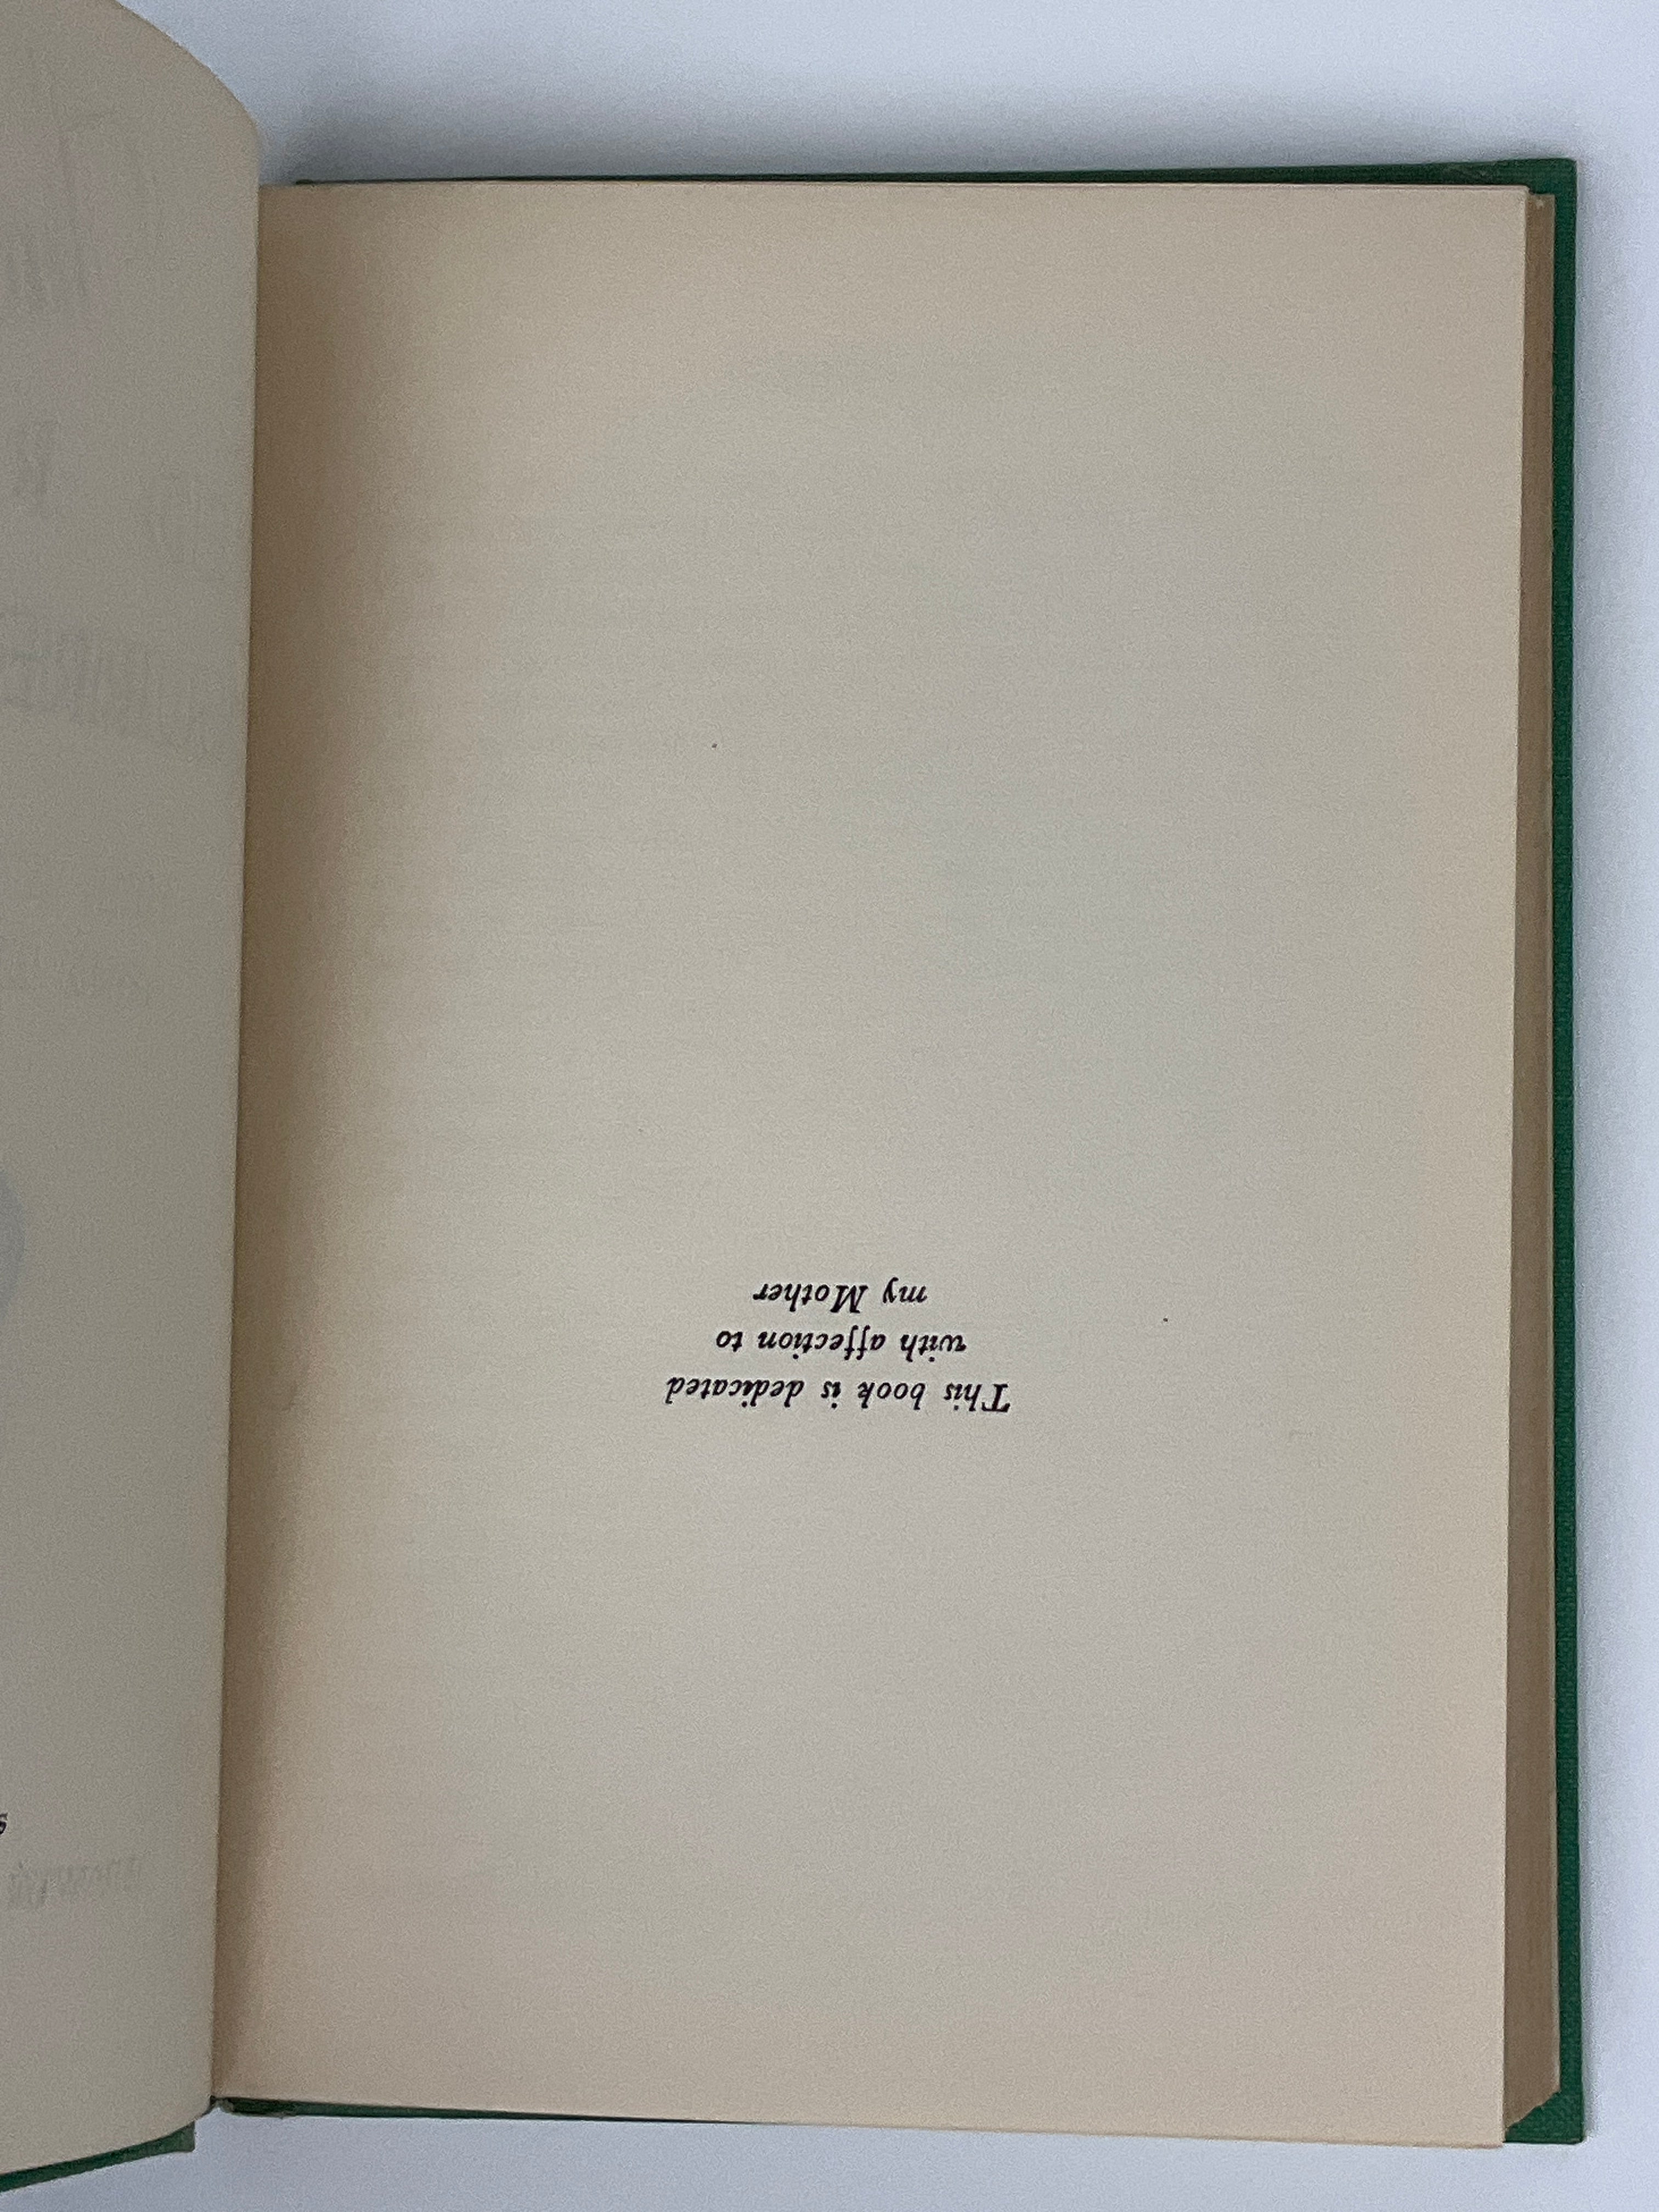 This book is dedicated
with affection to
my Mother